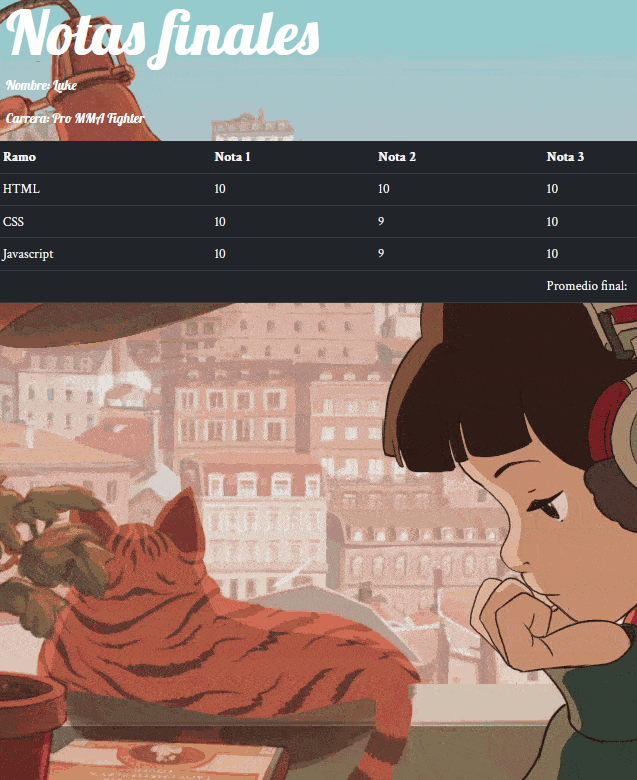 Notas finales
Nombre: Luke
Carrera: Pro MMA Fighter
Ramo Nota 1 Nota 2 Nota 3
HTML 10 10 10
CSS 10 9 10
Javascript 10 9 10
Promedio final: